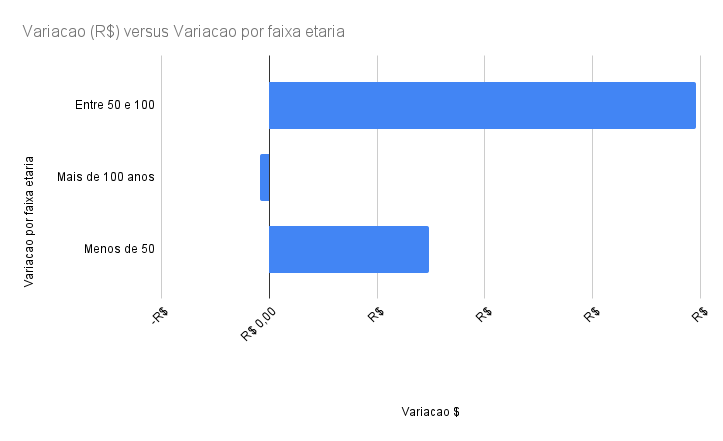 Variacao (R$) versus Variacao por faixa etaria
Variacao por faixa etaria
Entre 50 e 100
Mais de 100 anos
Menos de 50
-R$
R$ 0,00
R$
R$
R$
R$
Variacao $